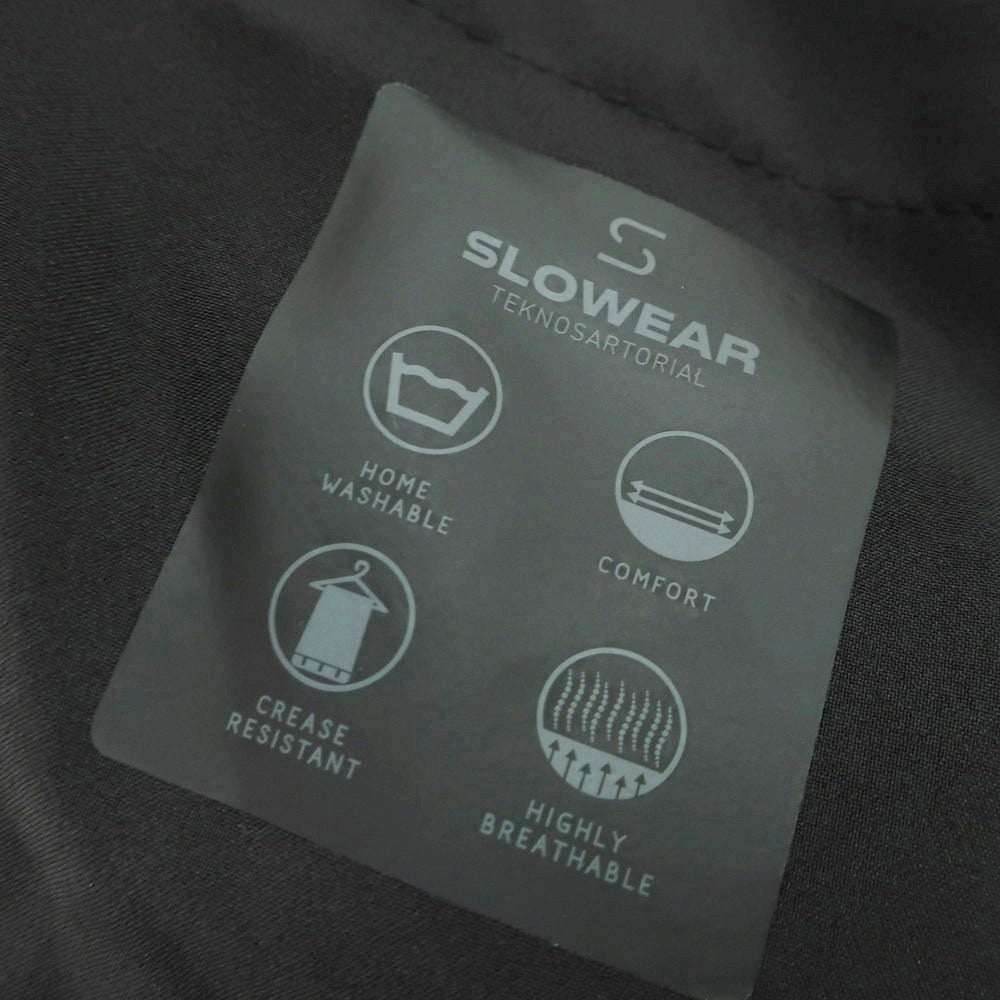 S
SLOWEAR
TEKNOSARTORIAL
HOME
WASHABLE
COMFORT
CREASE
RESISTANT
HIGHLY
BREATHABLE